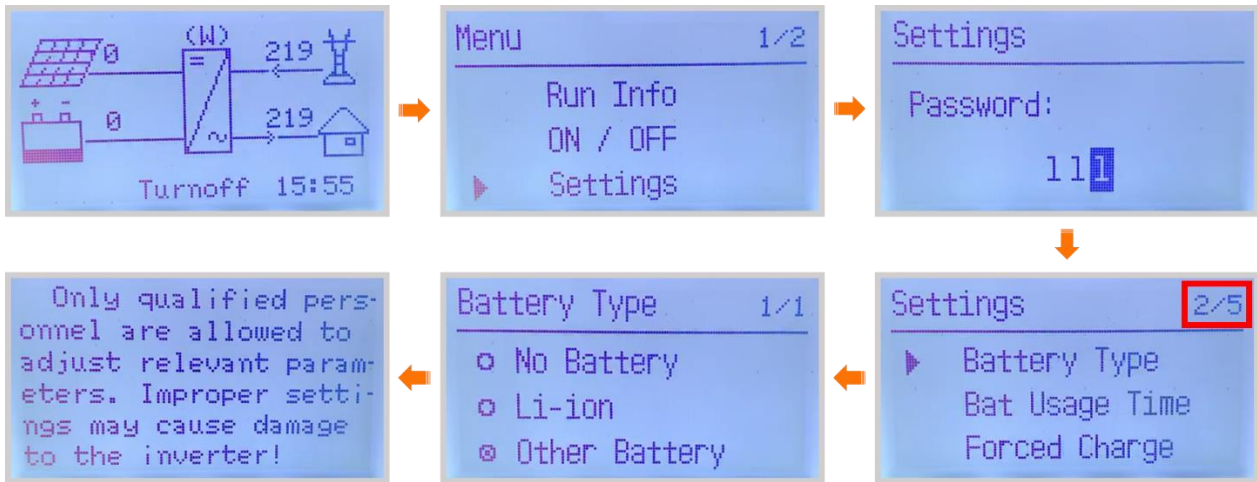 (W)
0
219
0
219
Turnoff 15:55
Menu 1/2
Run Info
ON / OFF
Settings
Settings
Password:
111
Settings 2/5
Battery Type
Bat Usage Time
Forced Charge
Battery Type 1/1
No Battery
Li-ion
Other Battery
Only qualified pers-
onnel are allowed to
adjust relevant param-
eters. Improper setti-
ngs may cause damage
to the inverter!